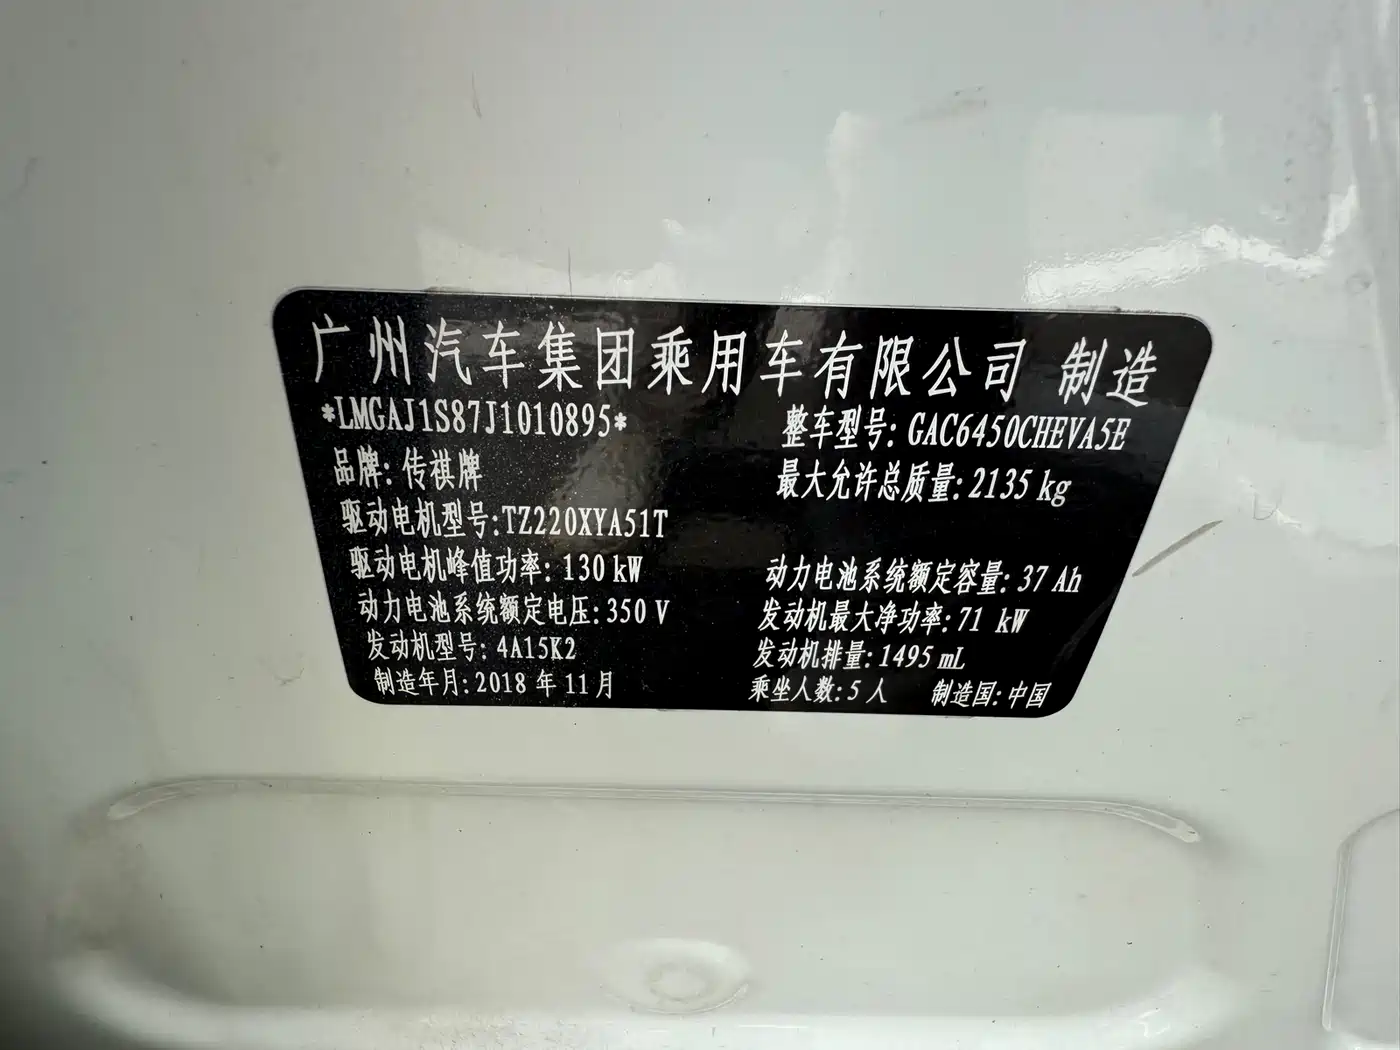 广州汽车集团乘用车有限公司 制造
*LMGAJ1S87J1010895* 整车型号: GAC6450CHEVA5E
品牌: 传祺牌 最大允许总质量: 2135 kg
驱动电机型号: TZ220XYA51T
驱动电机峰值功率: 130 kW 动力电池系统额定容量: 37 Ah
动力电池系统额定电压: 350 V 发动机最大净功率: 71 kW
发动机型号: 4A15K2 发动机排量: 1495 mL
制造年月: 2018 年 11 月 乘坐人数: 5 人 制造国: 中国